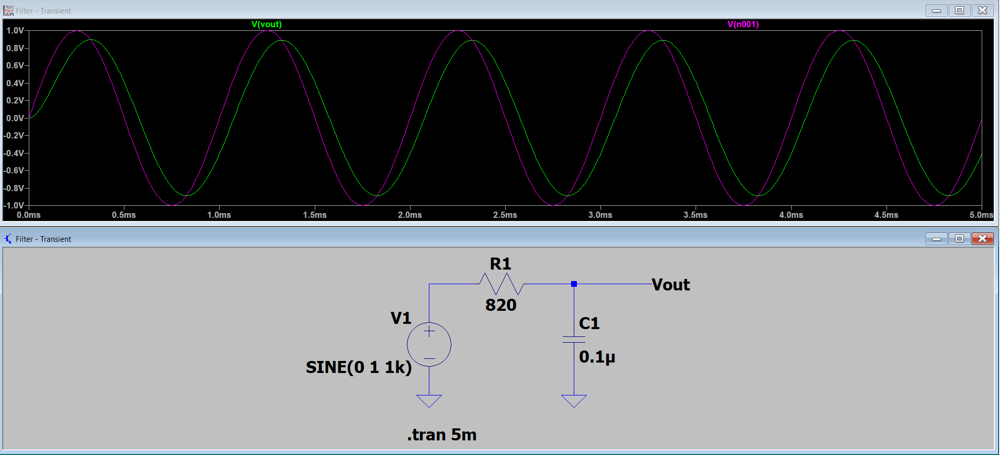 Filter - Transient
V(vout) V(n001)
1.0V
0.8V
0.6V
0.4V
0.2V
0.0V
-0.2V
-0.4V
-0.6V
-0.8V
-1.0V
0.0ms 0.5ms 1.0ms 1.5ms 2.0ms 2.5ms 3.0ms 3.5ms 4.0ms 4.5ms 5.0ms
Filter - Transient
R1
820
Vout
V1
SINE(0 1 1k)
C1
0.1µ
.tran 5m